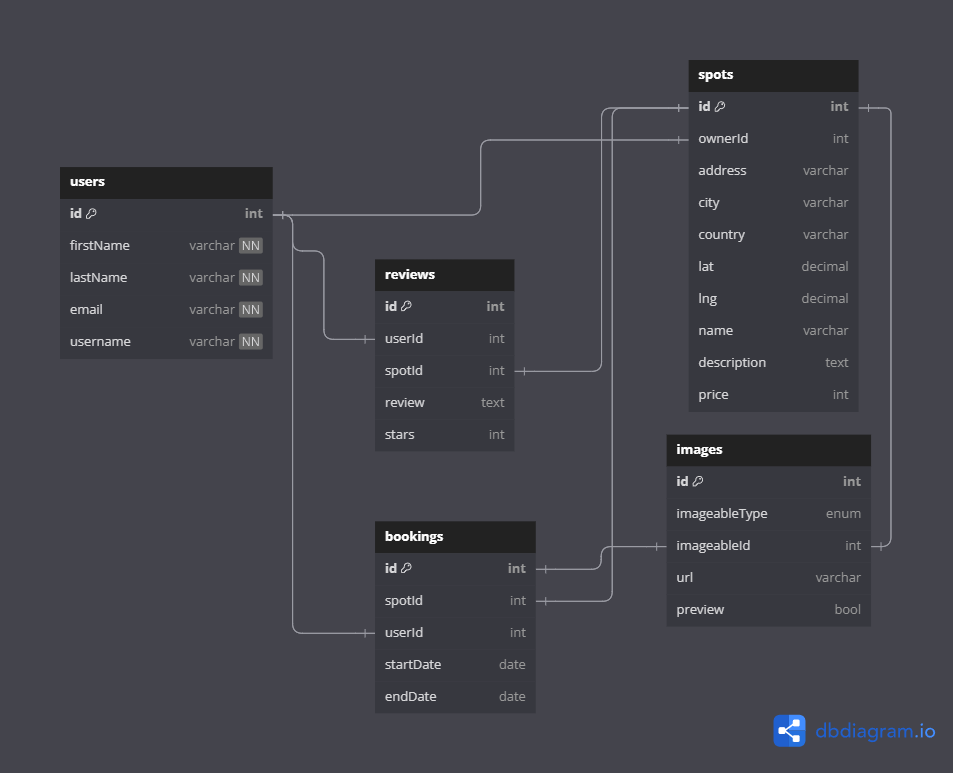 users
id int
firstName varchar NN
lastName varchar NN
email varchar NN
username varchar NN
reviews
id int
userId int
spotId int
review text
stars int
bookings
id int
spotId int
userId int
startDate date
endDate date
spots
id int
ownerId int
address varchar
city varchar
country varchar
lat decimal
lng decimal
name varchar
description text
price int
images
id int
imageableType enum
imageableId int
url varchar
preview bool
dbdiagram.io